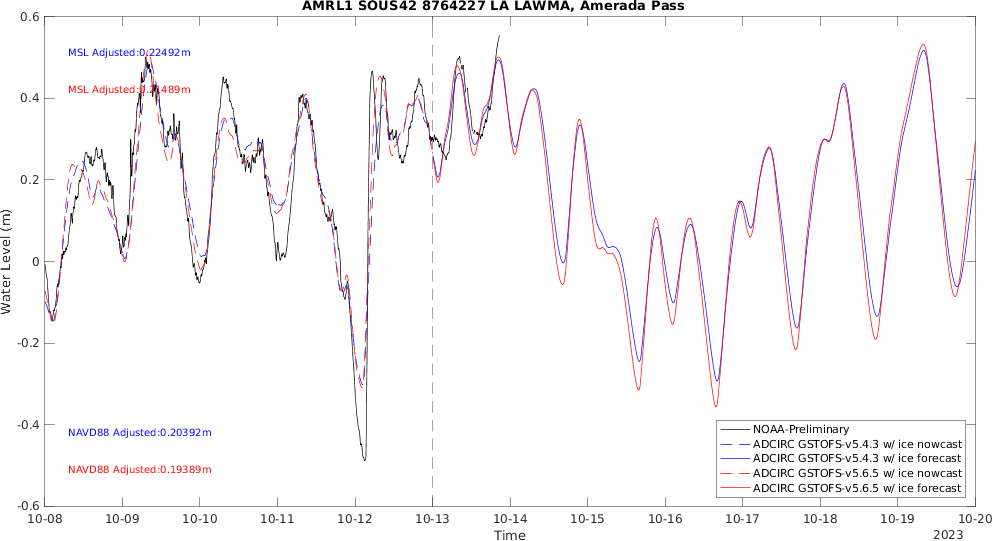 AMRL1 SOUS42 8764227 LA LAWMA, Amerada Pass
0.6
MSL Adjusted:0.22492m
MSL Adjusted:0.21489m
0.4
0.2
0
-0.2
-0.4
-0.6
Water Level (m)
NAVD88 Adjusted:0.20392m
NAVD88 Adjusted:0.19389m
NOAA-Preliminary
ADCIRC GSTOFS-v5.4.3 w/ ice nowcast
ADCIRC GSTOFS-v5.4.3 w/ ice forecast
ADCIRC GSTOFS-v5.6.5 w/ ice nowcast
ADCIRC GSTOFS-v5.6.5 w/ ice forecast
10-08 10-09 10-10 10-11 10-12 10-13 10-14 10-15 10-16 10-17 10-18 10-19 10-20
Time
2023